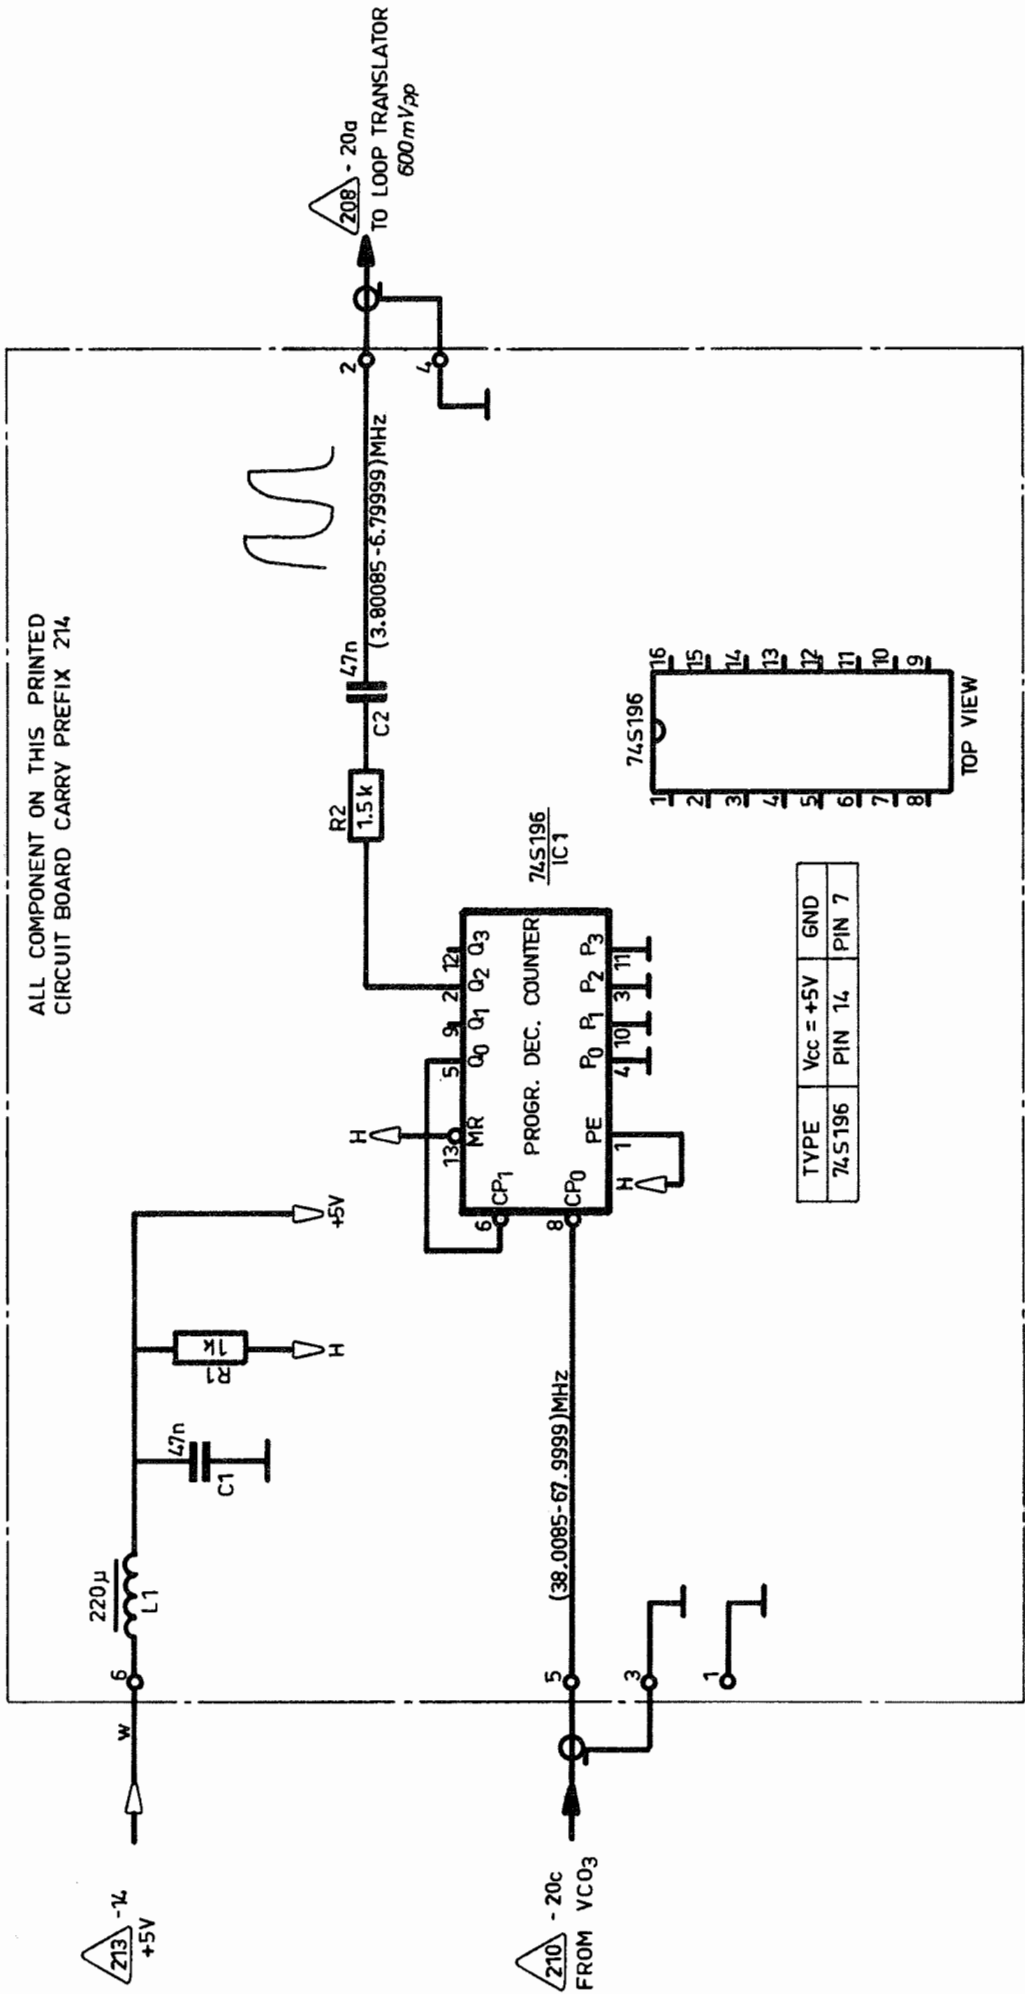 ALL COMPONENT ON THIS PRINTED
CIRCUIT BOARD CARRY PREFIX 214
213 -14
+5V
W
6
220µ
L1
47n
C1
1k
R1
H
+5V
210 - 20c
FROM VCO3
5
3
1
(38.0085-67.9999)MHz
H
13
MR
6
CP1
8
CP0
5 9 2 12
Q0 Q1 Q2 Q3
PROGR. DEC. COUNTER
PE P0 P1 P2 P3
1 4 10 3 11
H
74S196
IC1
R2
1.5k
47n
C2
(3.80085-6.79999)MHz
2
4
208 - 20a
TO LOOP TRANSLATOR
600mVpp
TYPE Vcc = +5V GND
74S196 PIN 14 PIN 7
74S196
1 16
2 15
3 14
4 13
5 12
6 11
7 10
8 9
TOP VIEW